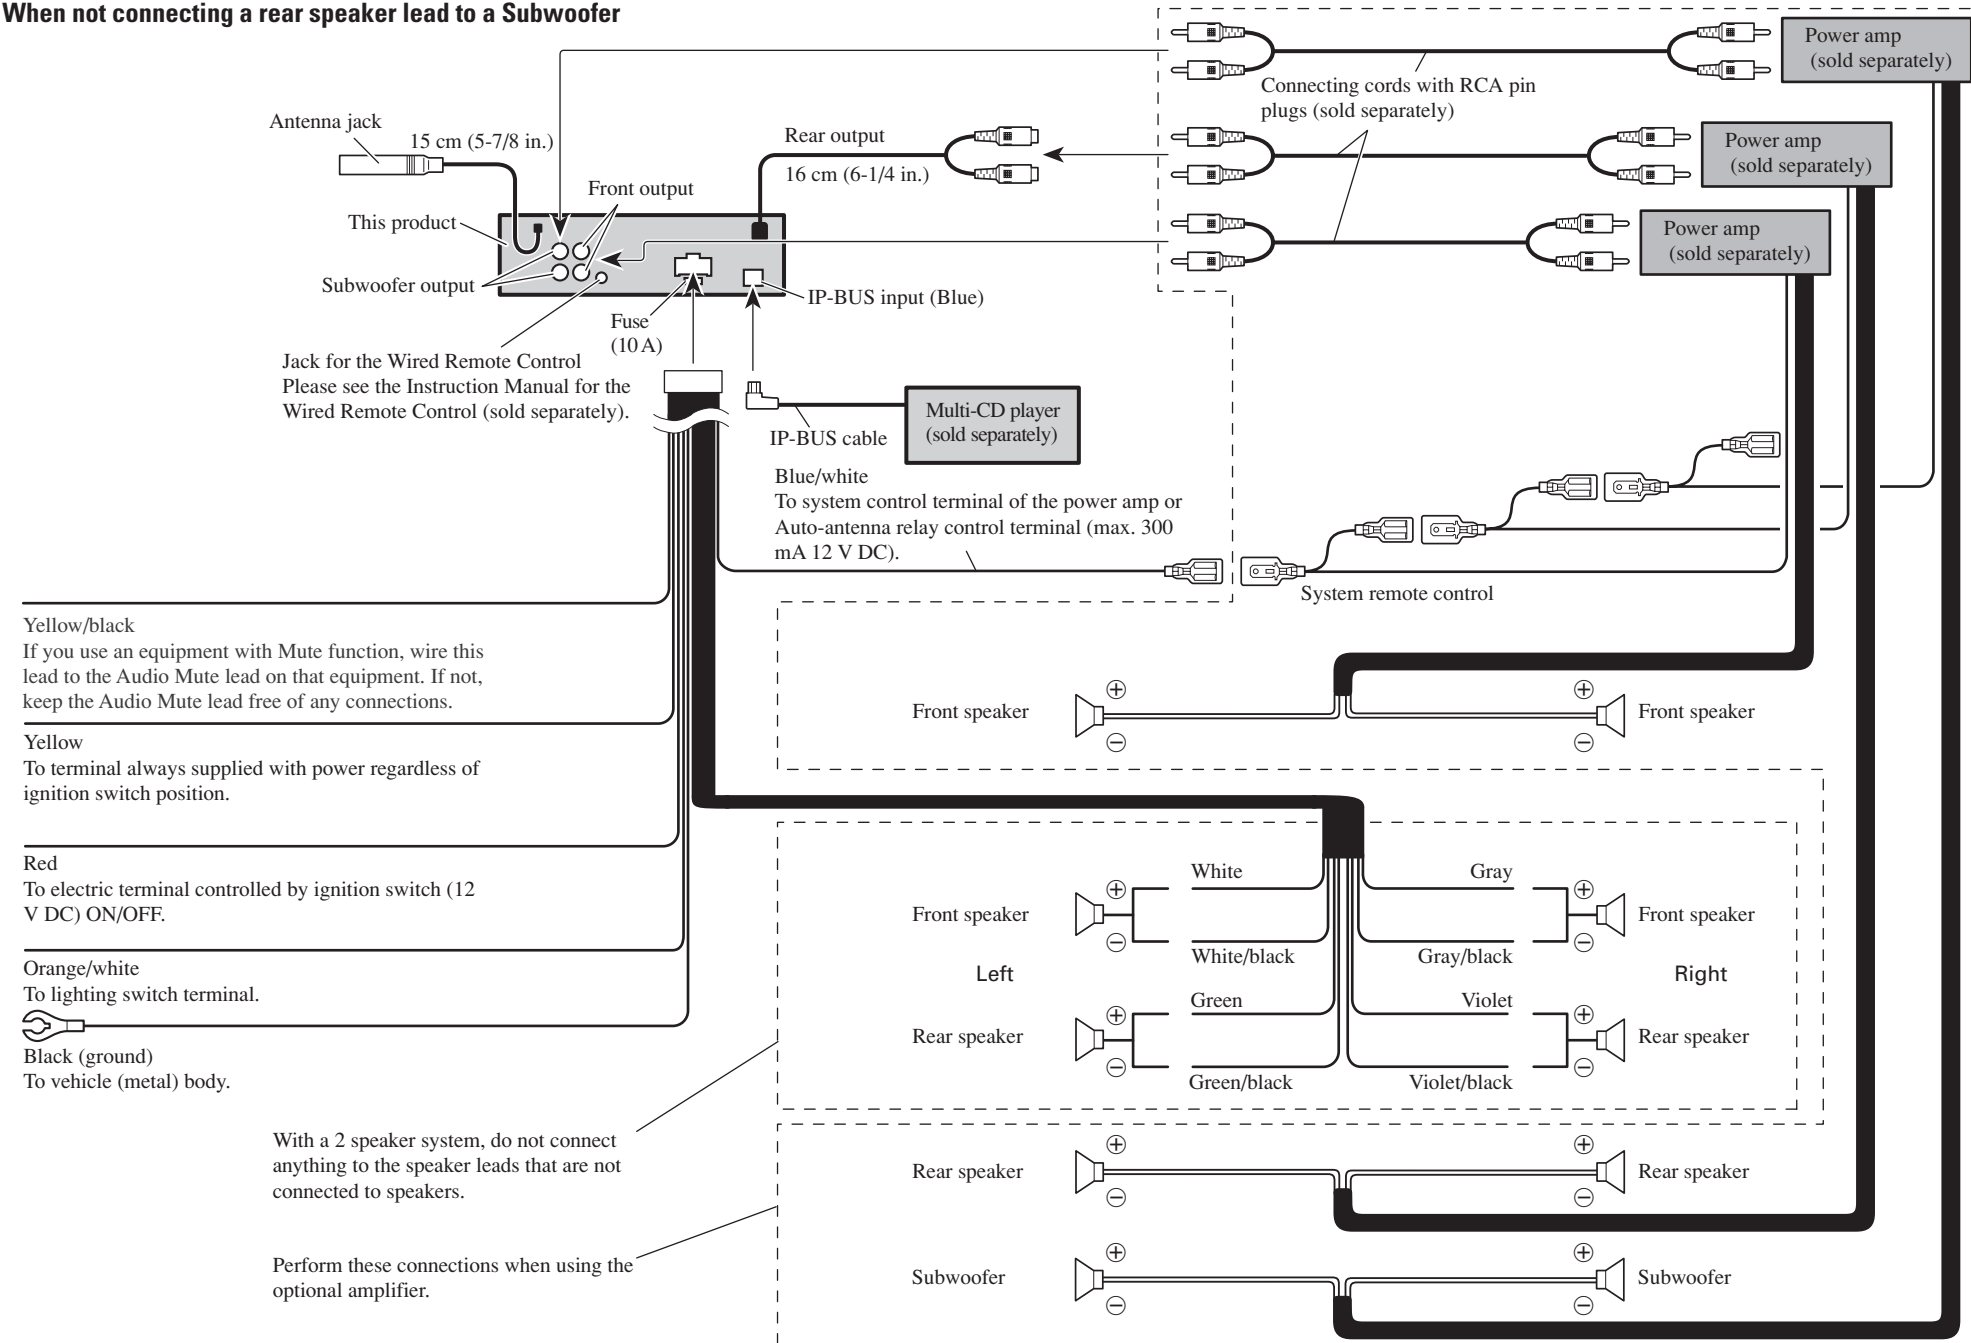 When not connecting a rear speaker lead to a Subwoofer
Power amp
(sold separately)
Connecting cords with RCA pin
plugs (sold separately)
Antenna jack
15 cm (5-7/8 in.)
Rear output
16 cm (6-1/4 in.)
Power amp
(sold separately)
Front output
This product
Power amp
(sold separately)
Subwoofer output
IP-BUS input (Blue)
Fuse
(10 A)
Jack for the Wired Remote Control
Please see the Instruction Manual for the
Wired Remote Control (sold separately).
Multi-CD player
(sold separately)
IP-BUS cable
Blue/white
To system control terminal of the power amp or
Auto-antenna relay control terminal (max. 300
mA 12 V DC).
System remote control
Yellow/black
If you use an equipment with Mute function, wire this
lead to the Audio Mute lead on that equipment. If not,
keep the Audio Mute lead free of any connections.
Yellow
To terminal always supplied with power regardless of
ignition switch position.
Red
To electric terminal controlled by ignition switch (12
V DC) ON/OFF.
Orange/white
To lighting switch terminal.
Black (ground)
To vehicle (metal) body.
+
+
Front speaker
Front speaker
−
−
White
Gray
+
+
Front speaker
Front speaker
−
−
White/black
Gray/black
Left
Right
Green
Violet
+
+
Rear speaker
Rear speaker
−
−
Green/black
Violet/black
With a 2 speaker system, do not connect
anything to the speaker leads that are not
connected to speakers.
+
+
Rear speaker
Rear speaker
−
−
Perform these connections when using the
optional amplifier.
+
+
Subwoofer
Subwoofer
−
−